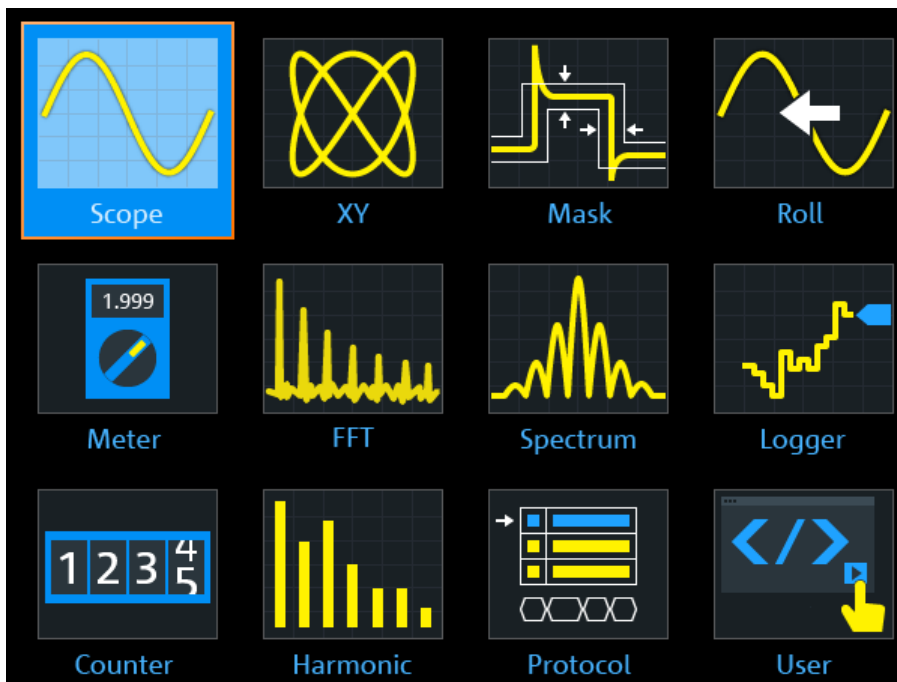 Scope
XY
Mask
Roll
1.999
Meter
FFT
Spectrum
Logger
1 2 3 4
5
</>
Counter
Harmonic
Protocol
User